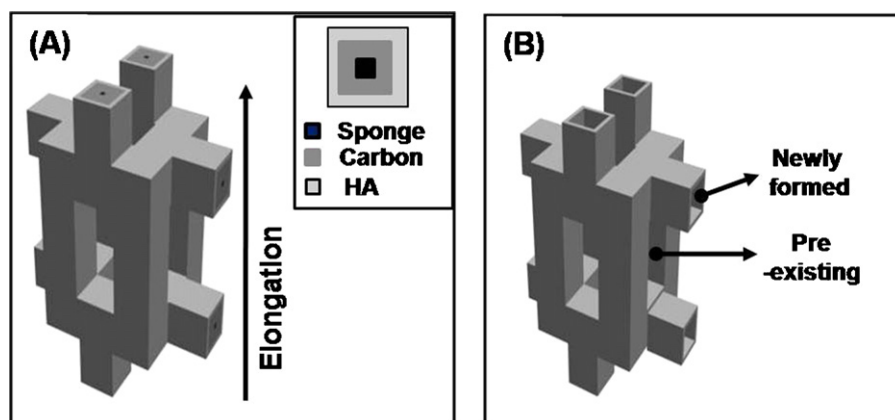 (A)
Sponge
Carbon
HA
Elongation
(B)
Newly
formed
Pre
-existing